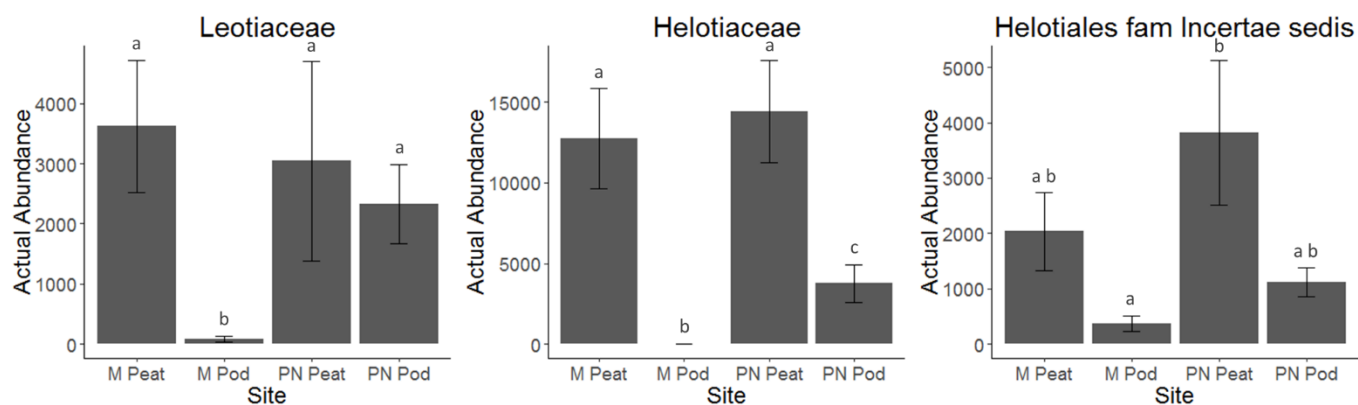 Leotiaceae
Actual Abundance
4000
3000
2000
1000
0
a
b
a
a
M Peat M Pod PN Peat PN Pod
Site
Helotiaceae
Actual Abundance
15000
10000
5000
0
a
b
a
c
M Peat M Pod PN Peat PN Pod
Site
Helotiales fam Incertae sedis
Actual Abundance
5000
4000
3000
2000
1000
0
a b
a
b
a b
M Peat M Pod PN Peat PN Pod
Site